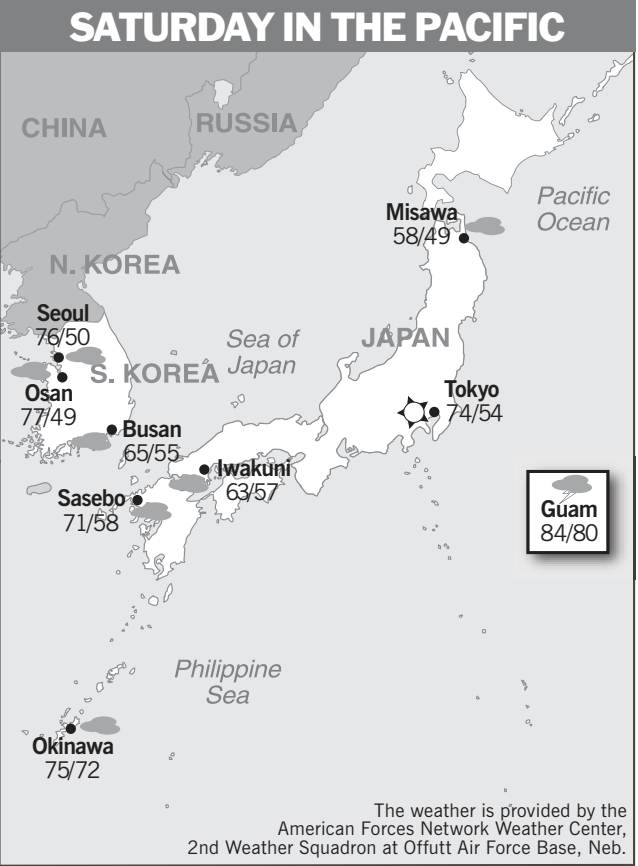 SATURDAY IN THE PACIFIC
CHINA
RUSSIA
Pacific
Ocean
Misawa
58/49
N. KOREA
Seoul
76/50
Sea of
Japan
JAPAN
S. KOREA
Osan
77/49
Tokyo
74/54
Busan
65/55
Iwakuni
63/57
Sasebo
71/58
Guam
84/80
Philippine
Sea
Okinawa
75/72
The weather is provided by the
American Forces Network Weather Center,
2nd Weather Squadron at Offutt Air Force Base, Neb.